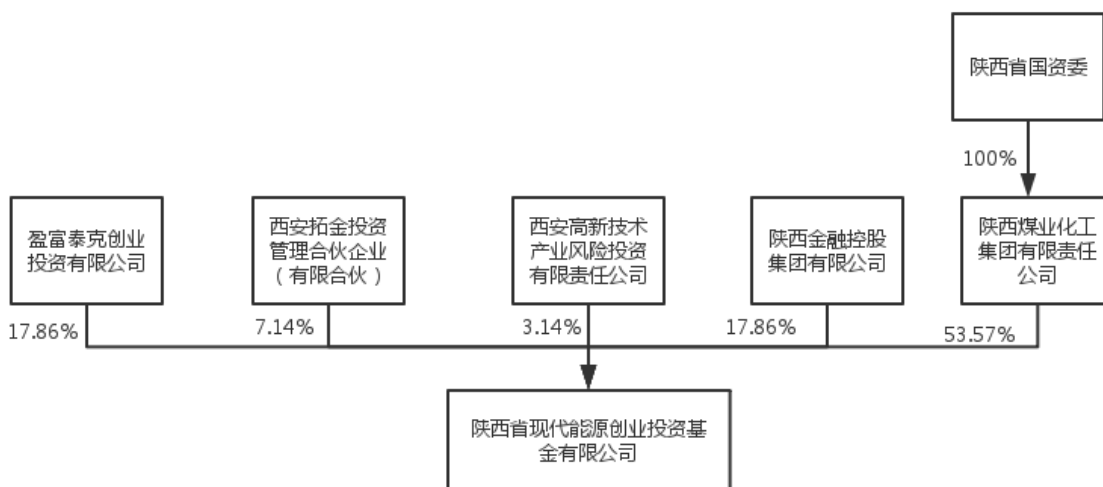 陕西省国资委
100%
盈富泰克创业
投资有限公司
西安拓金投资
管理合伙企业
（有限合伙）
西安高新技术
产业风险投资
有限责任公司
陕西金融控股
集团有限公司
陕西煤业化工
集团有限责任
公司
17.86%
7.14%
3.14%
17.86%
53.57%
陕西省现代能源创业投资基
金有限公司